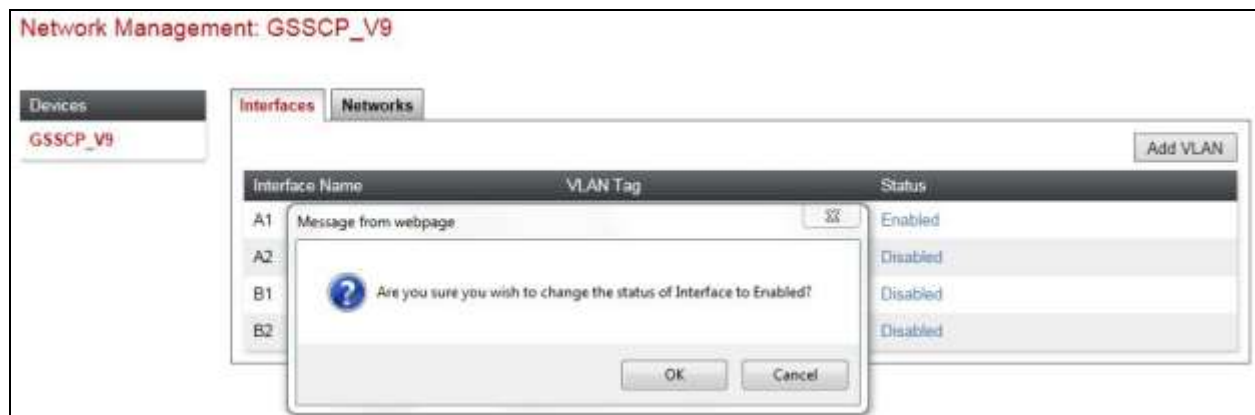 Network Management: GSSCP_V9
Devices
GSSCP_V9
Interfaces Networks
Add VLAN
Interface Name VLAN Tag Status
A1 Enabled
A2 Disabled
B1 Disabled
B2 Disabled
Message from webpage
Are you sure you wish to change the status of Interface to Enabled?
OK Cancel